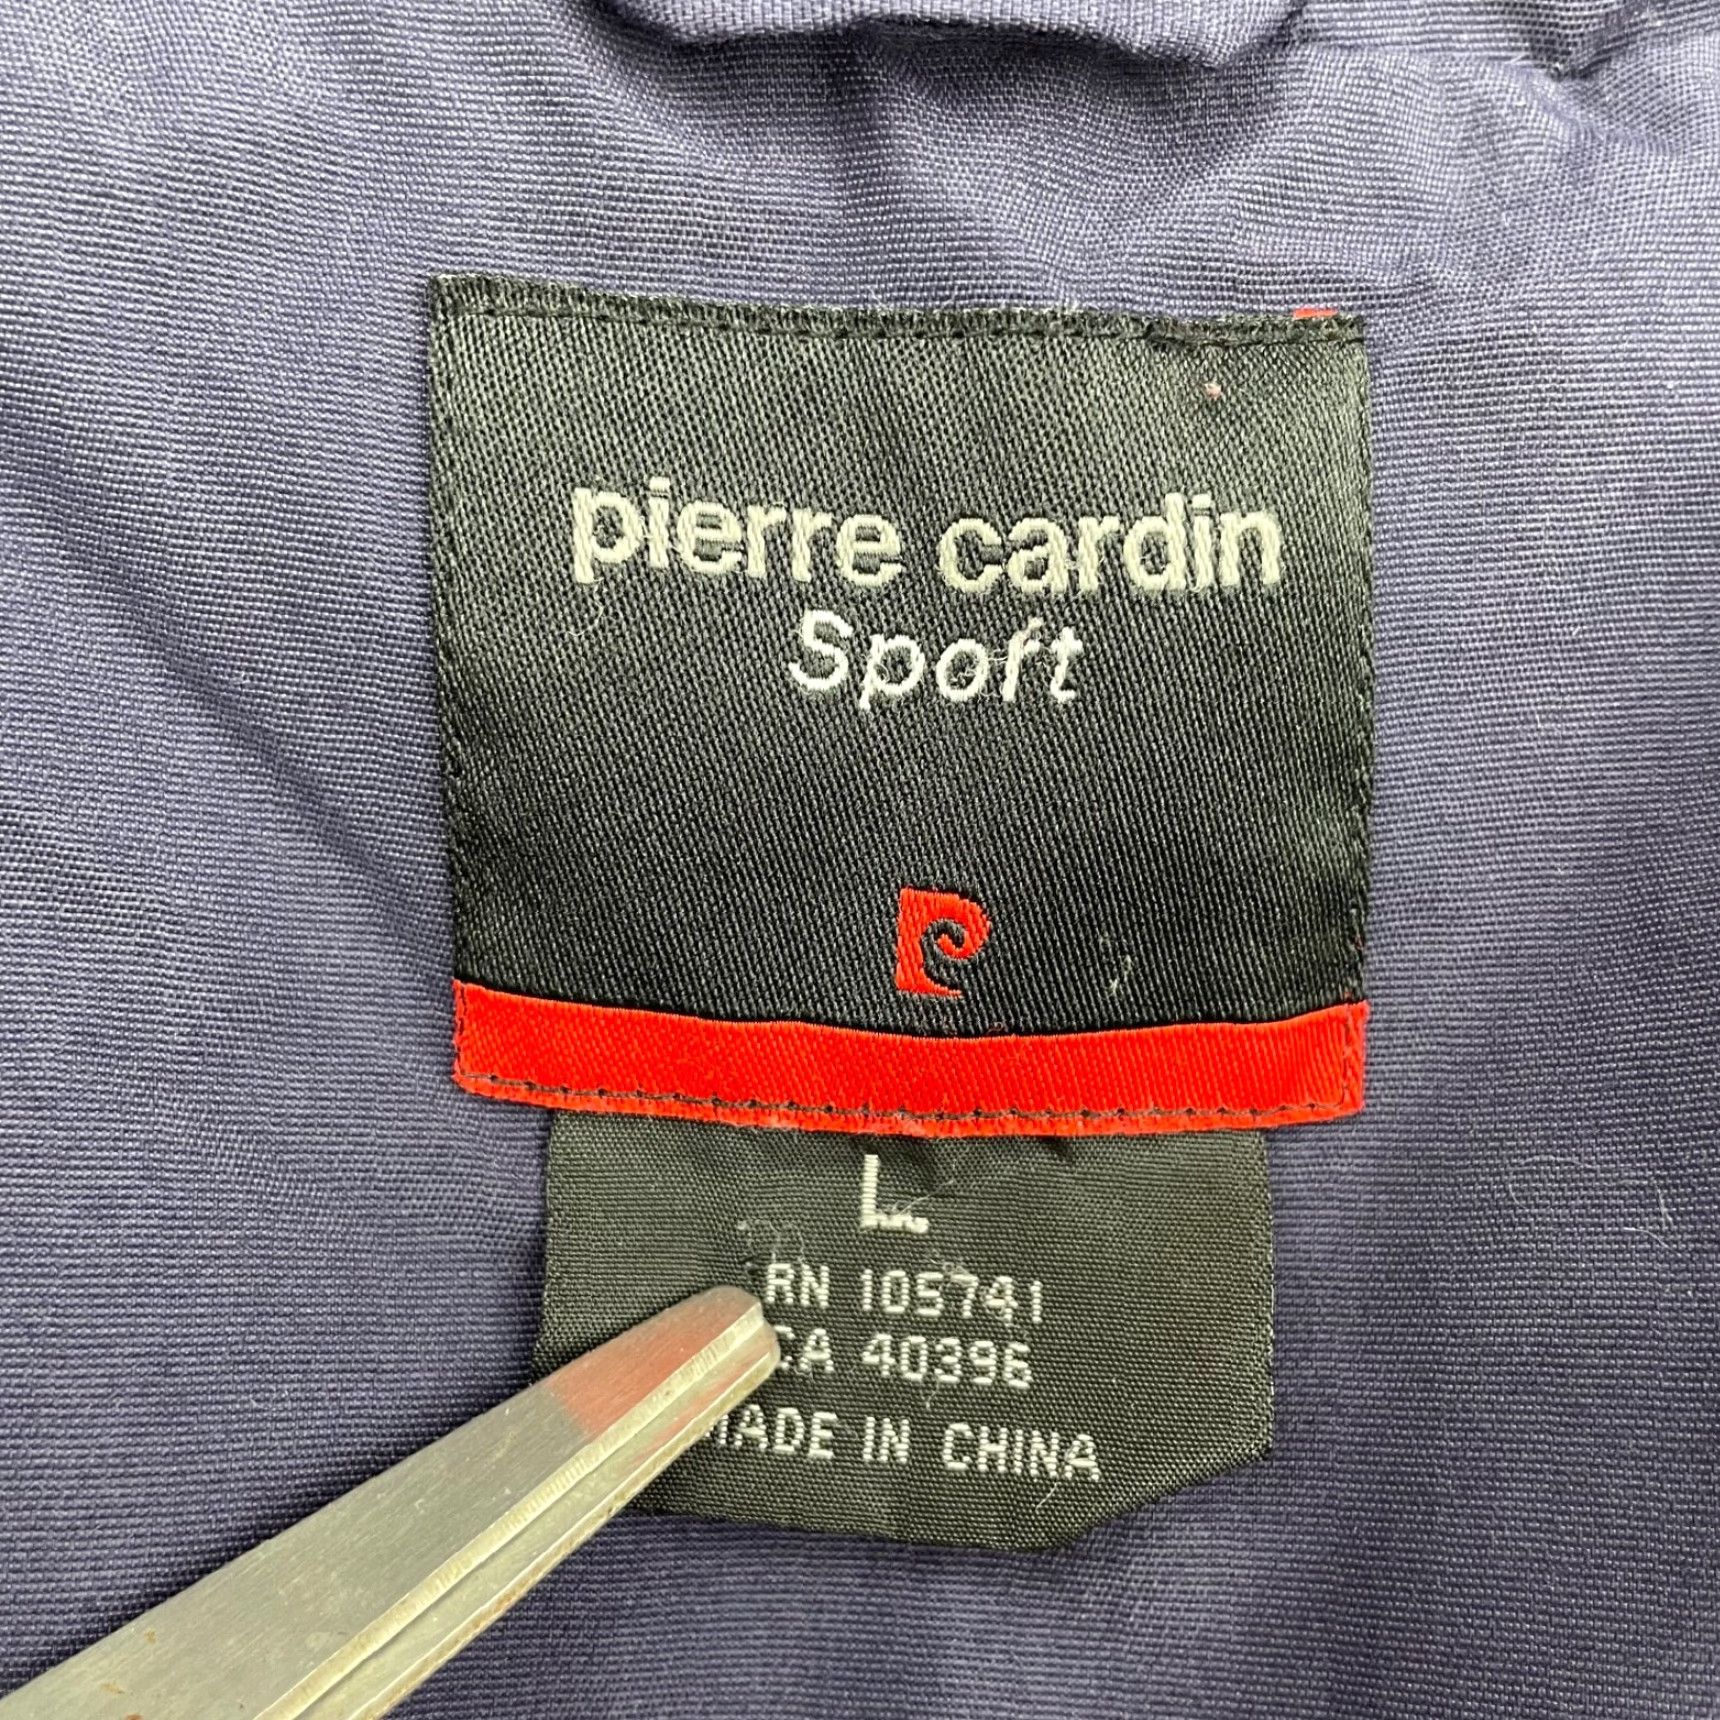 pierre cardin
Sport
L
RN 105741
CA 40396
MADE IN CHINA